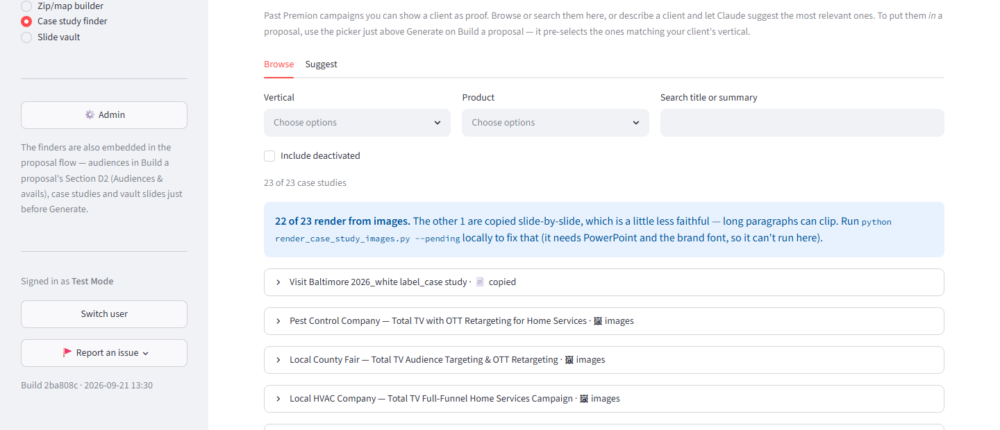 Zip/map builder
Case study finder
Slide vault
Admin
The finders are also embedded in the
proposal flow — audiences in Build a
proposal's Section D2 (Audiences &
avails), case studies and vault slides just
before Generate.
Signed in as Test Mode
Switch user
Report an issue
Build 2ba808c · 2026-09-21 13:30
Past Premion campaigns you can show a client as proof. Browse or search them here, or describe a client and let Claude suggest the most relevant ones. To put them in a
proposal, use the picker just above Generate on Build a proposal — it pre-selects the ones matching your client's vertical.
Browse Suggest
Vertical Product Search title or summary
Choose options Choose options
Include deactivated
23 of 23 case studies
22 of 23 render from images. The other 1 are copied slide-by-slide, which is a little less faithful — long paragraphs can clip. Run python
render_case_study_images.py --pending locally to fix that (it needs PowerPoint and the brand font, so it can't run here).
Visit Baltimore 2026_white label_case study · copied
Pest Control Company — Total TV with OTT Retargeting for Home Services · images
Local County Fair — Total TV Audience Targeting & OTT Retargeting · images
Local HVAC Company — Total TV Full-Funnel Home Services Campaign · images